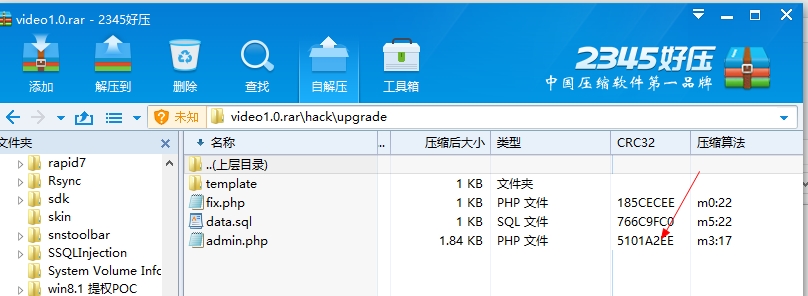 video1.0.rar - 2345好压
添加
解压到
删除
查找
自解压
工具箱
2345好压
中国压缩软件第一品牌
未知
video1.0.rar\hack\upgrade
文件夹
名称
..
压缩后大小
类型
CRC32
压缩算法
rapid7
Rsync
sdk
skin
snstoolbar
SSQLInjection
System Volume Info
win8.1 提权POC
..(上层目录)
template 1 KB 文件夹
fix.php 1 KB PHP 文件 185CECEE m0:22
data.sql 1 KB SQL 文件 766C9FC0 m5:22
admin.php 1.84 KB PHP 文件 5101A2EE m3:17